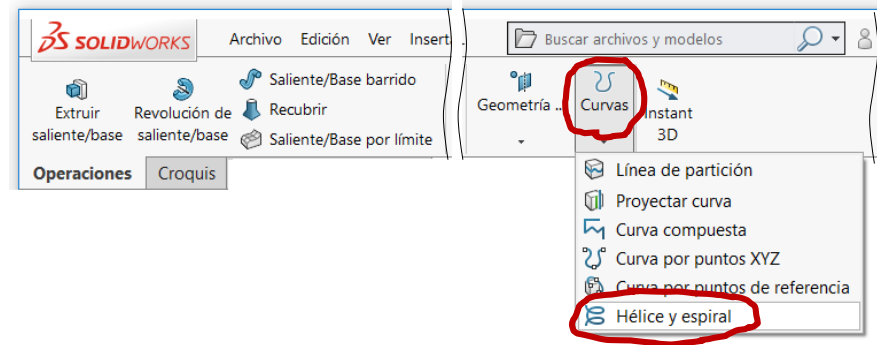 SOLIDWORKS Archivo Edición Ver Insert. Buscar archivos y modelos
Extruir saliente/base
Revolución de saliente/base
Saliente/Base barrido
Recubrir
Saliente/Base por límite
Geometría ...
Curvas
Instant 3D
Operaciones Croquis
Línea de partición
Proyectar curva
Curva compuesta
Curva por puntos XYZ
Curva por puntos de referencia
Hélice y espiral